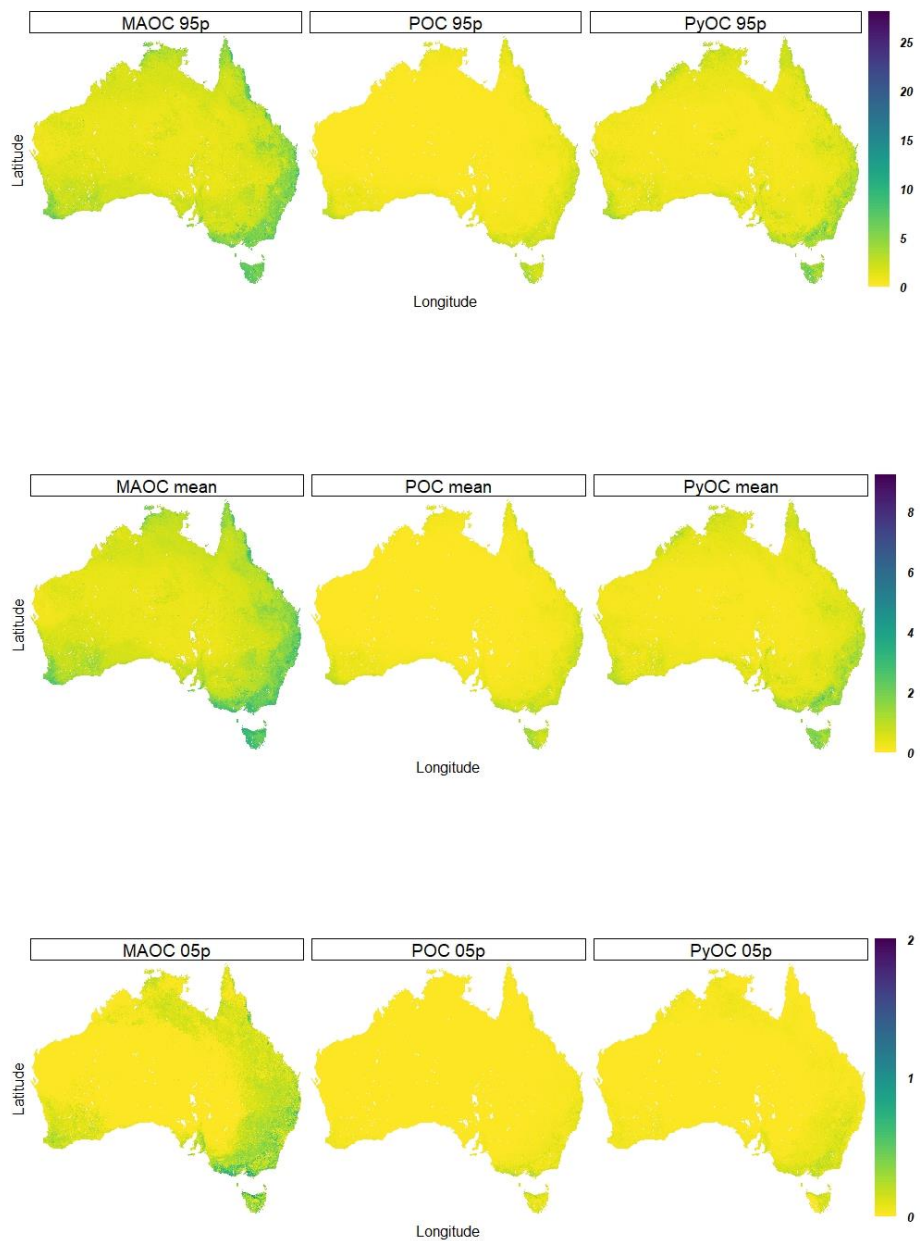 MAOC 95p POC 95p PyOC 95p
25
20
15
10
5
0
Latitude
Longitude
MAOC mean POC mean PyOC mean
8
6
4
2
0
Latitude
Longitude
MAOC 05p POC 05p PyOC 05p
2
1
0
Latitude
Longitude